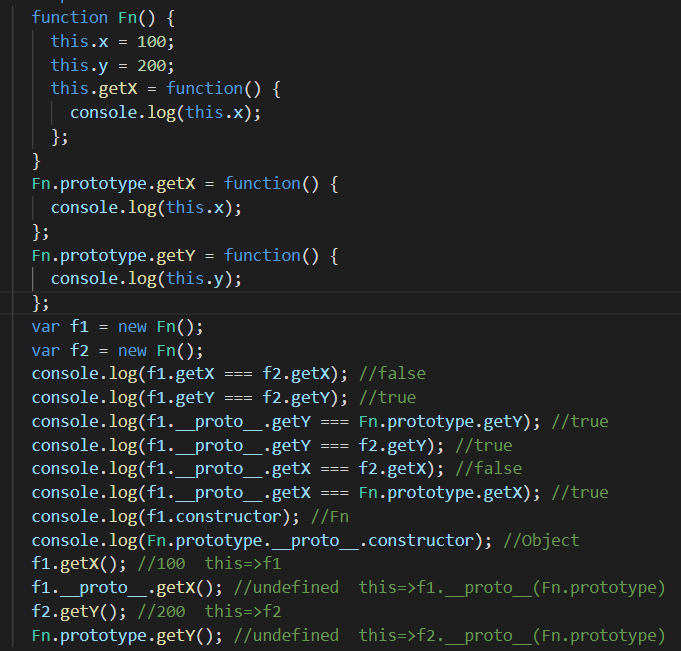 function Fn() {
  this.x = 100;
  this.y = 200;
  this.getX = function() {
    console.log(this.x);
  };
}
Fn.prototype.getX = function() {
  console.log(this.x);
};
Fn.prototype.getY = function() {
  console.log(this.y);
};
var f1 = new Fn();
var f2 = new Fn();
console.log(f1.getX === f2.getX); //false
console.log(f1.getY === f2.getY); //true
console.log(f1.__proto__.getY === Fn.prototype.getY); //true
console.log(f1.__proto__.getY === f2.getY); //true
console.log(f1.__proto__.getX === f2.getX); //false
console.log(f1.__proto__.getX === Fn.prototype.getX); //true
console.log(f1.constructor); //Fn
console.log(Fn.prototype.__proto__.constructor); //Object
f1.getX(); //100  this=>f1
f1.__proto__.getX(); //undefined  this=>f1.__proto__(Fn.prototype)
f2.getY(); //200  this=>f2
Fn.prototype.getY(); //undefined  this=>f2.__proto__(Fn.prototype)